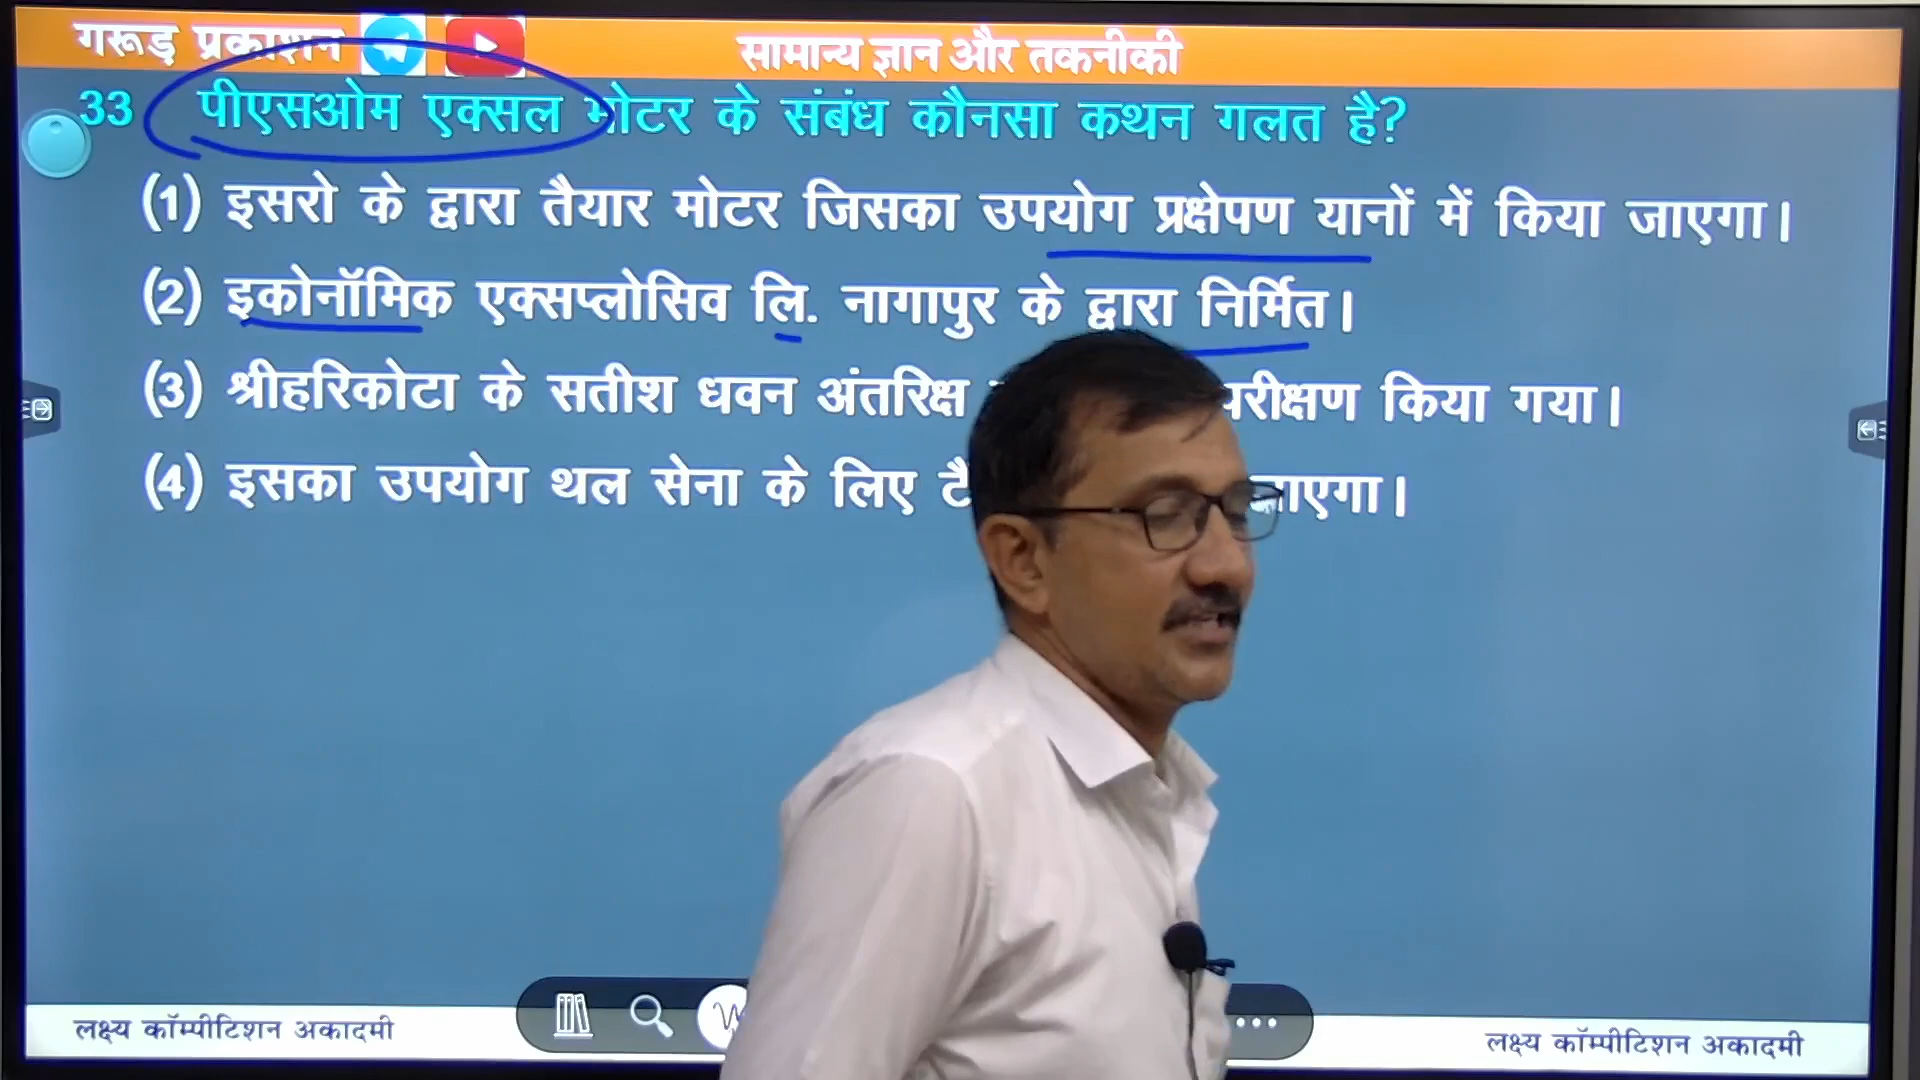 गरूड़ प्रकाशन
सामान्य ज्ञान और तकनीकी
33 पीएसओम एक्सल मोटर के संबंध कौनसा कथन गलत है?
(1) इसरो के द्वारा तैयार मोटर जिसका उपयोग प्रक्षेपण यानों में किया जाएगा।
(2) इकोनॉमिक एक्सप्लोसिव लि. नागापुर के द्वारा निर्मित।
(3) श्रीहरिकोटा के सतीश धवन अंतरिक्ष परीक्षण किया गया।
(4) इसका उपयोग थल सेना के लिए
लक्ष्य कॉम्पीटिशन अकादमी
लक्ष्य कॉम्पीटिशन अकादमी